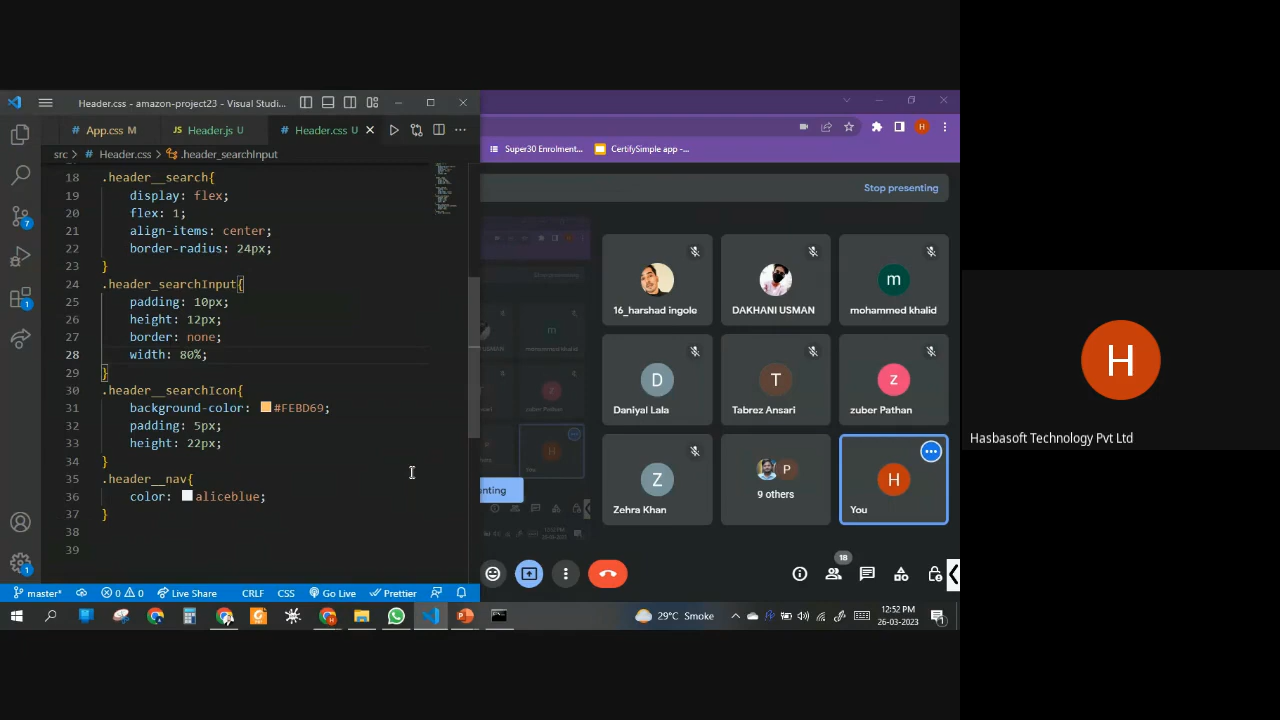 Header.css - amazon-project23 - Visual Studi...
# App.css M
JS Header.js U
# Header.css U
src > # Header.css > .header_searchInput
18 .header__search{
19 display: flex;
20 flex: 1;
21 align-items: center;
22 border-radius: 24px;
23 }
24 .header_searchInput{
25 padding: 10px;
26 height: 12px;
27 border: none;
28 width: 80%;
29 }
30 .header__searchIcon{
31 background-color: #FEBD69;
32 padding: 5px;
33 height: 22px;
34 }
35 .header__nav{
36 color: aliceblue;
37 }
38
39
7
1
1
master*
0 0
Live Share
CRLF
CSS
Go Live
Prettier
H
Super30 Enrolment...
CertifySimple app -...
Stop presenting
16_harshad ingole
DAKHANI USMAN
m
mohammed khalid
D
Daniyal Lala
T
Tabrez Ansari
z
zuber Pathan
Z
Zehra Khan
P
9 others
H
You
nting
18
29°C Smoke
12:52 PM
26-03-2023
1
H
Hasbasoft Technology Pvt Ltd